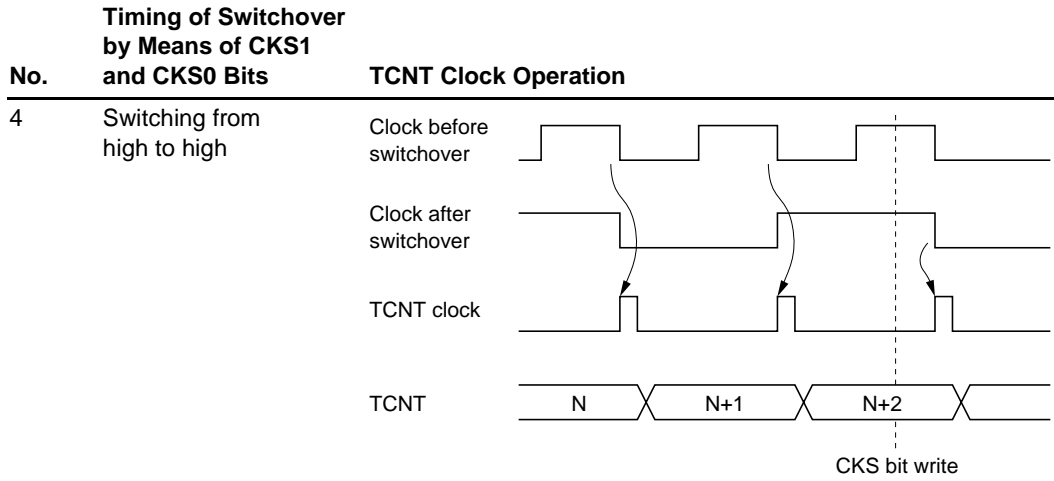 Timing of Switchover
by Means of CKS1
No. and CKS0 Bits TCNT Clock Operation
4 Switching from
high to high
Clock before
switchover
Clock after
switchover
TCNT clock
TCNT N N+1 N+2
CKS bit write